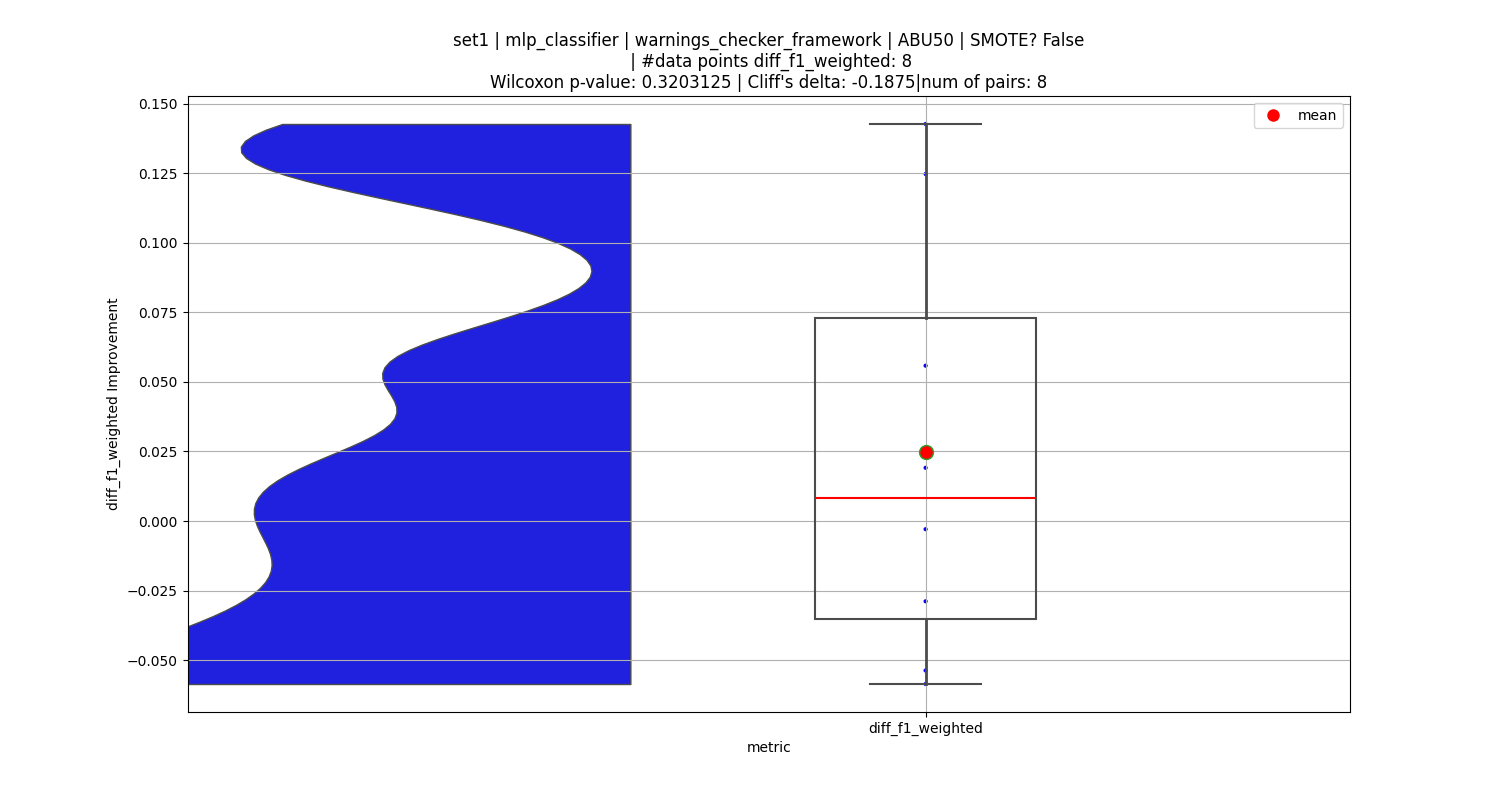 set1 | mlp_classifier | warnings_checker_framework | ABU50 | SMOTE? False
| #data points diff_f1_weighted: 8
Wilcoxon p-value: 0.3203125 | Cliff's delta: -0.1875|num of pairs: 8
mean
0.150
0.125
0.100
0.075
0.050
0.025
0.000
−0.025
−0.050
diff_f1_weighted Improvement
diff_f1_weighted
metric